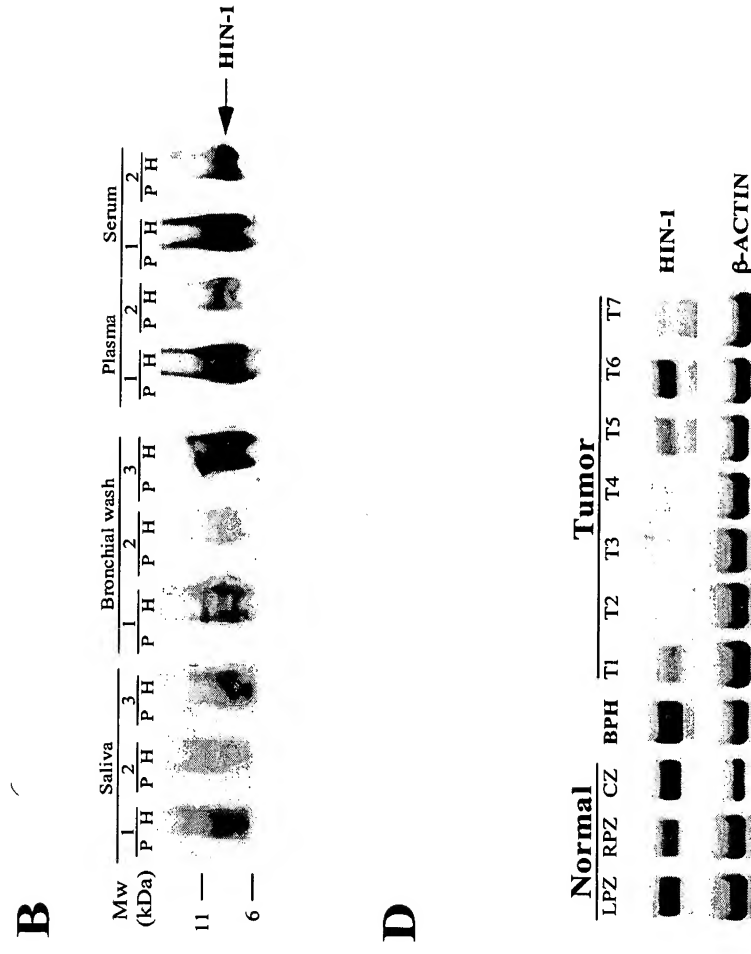 B
Saliva Bronchial wash Plasma Serum
Mw (kDa) 1 2 3 1 2 3 1 2 1 2
P H P H P H P H P H P H P H P H P H P H
11
6
HIN-1
D
Normal Tumor
LPZ RPZ CZ BPH T1 T2 T3 T4 T5 T6 T7
HIN-1
β-ACTIN